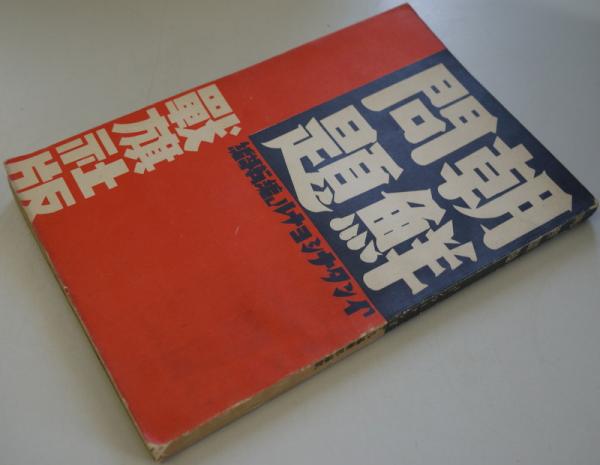 朝鮮
問題
インタナショナル編輯部編
戰旗社版